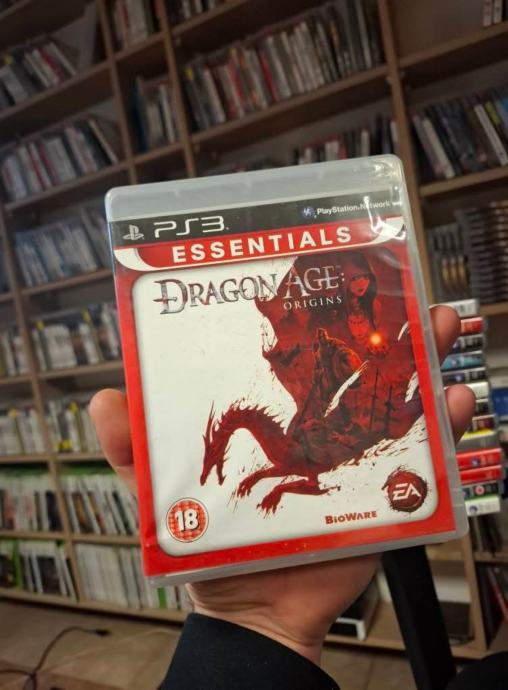 PS3
PlayStation Network
ESSENTIALS
DRAGON AGE:
ORIGINS
18
BIOWARE
EA